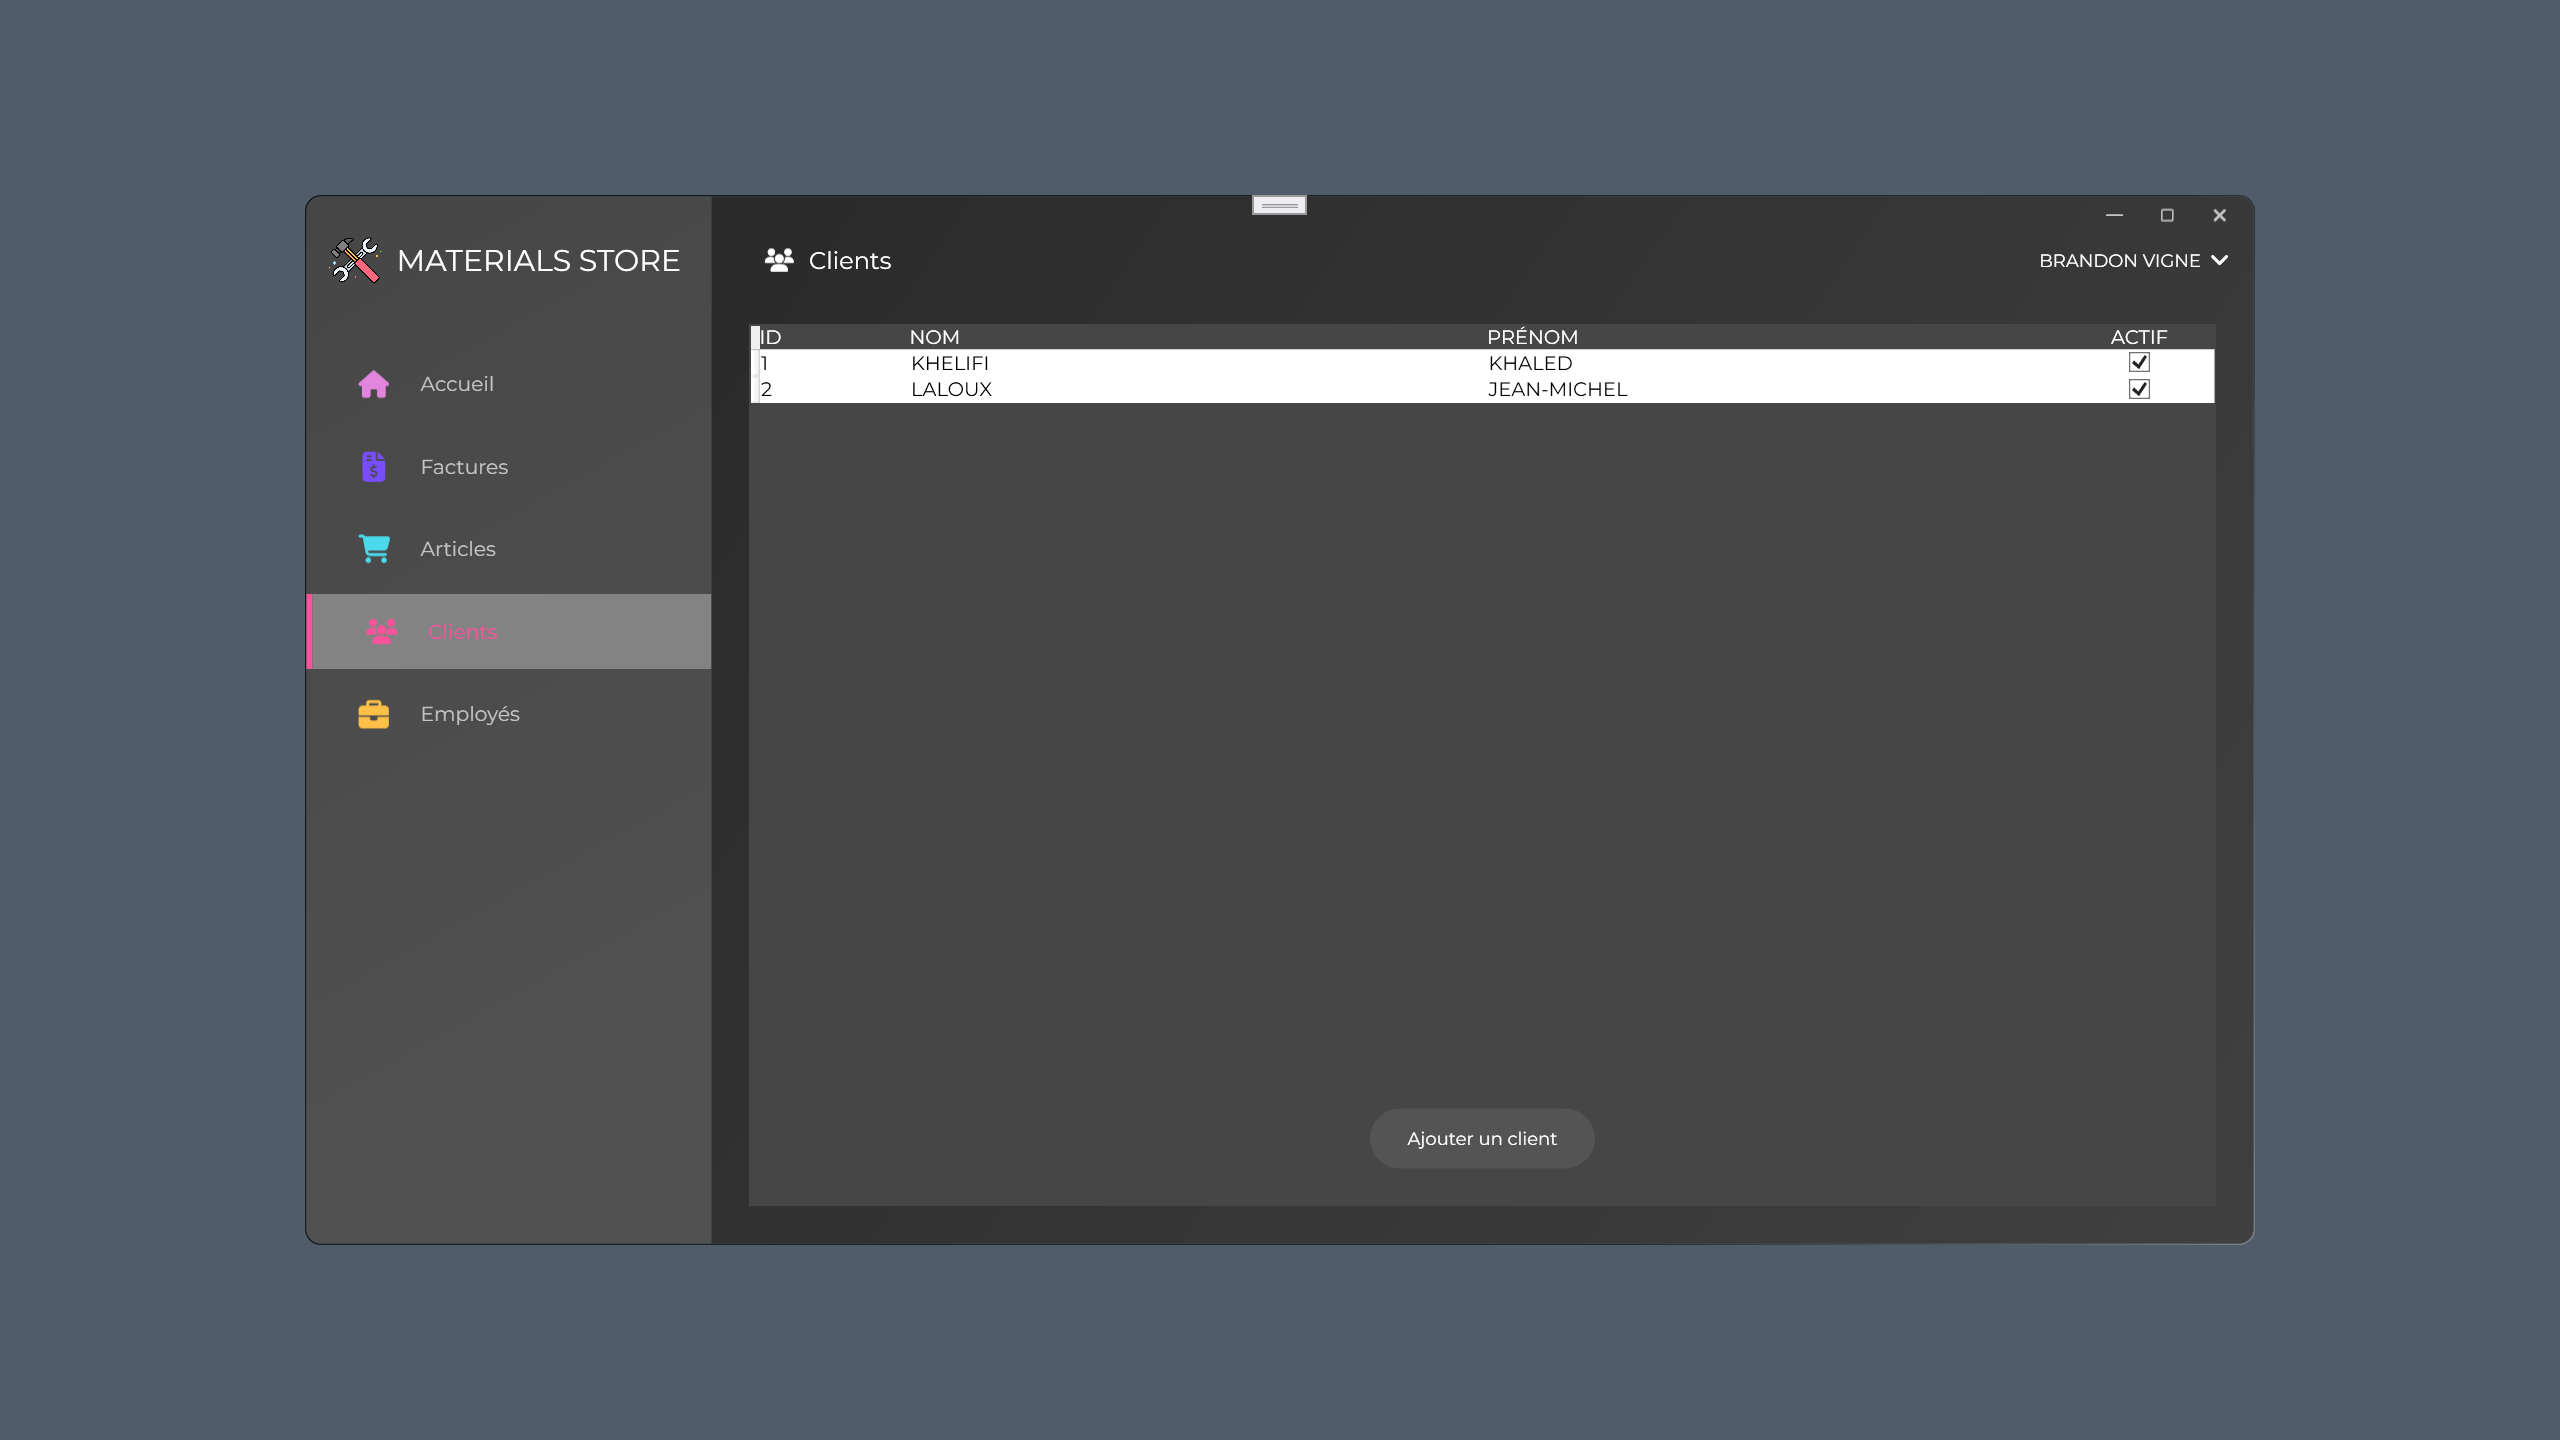 MATERIALS STORE
Clients
BRANDON VIGNE
Accueil
Factures
Articles
Clients
Employés
ID NOM PRÉNOM ACTIF
1 KHELIFI KHALED
2 LALOUX JEAN-MICHEL
Ajouter un client